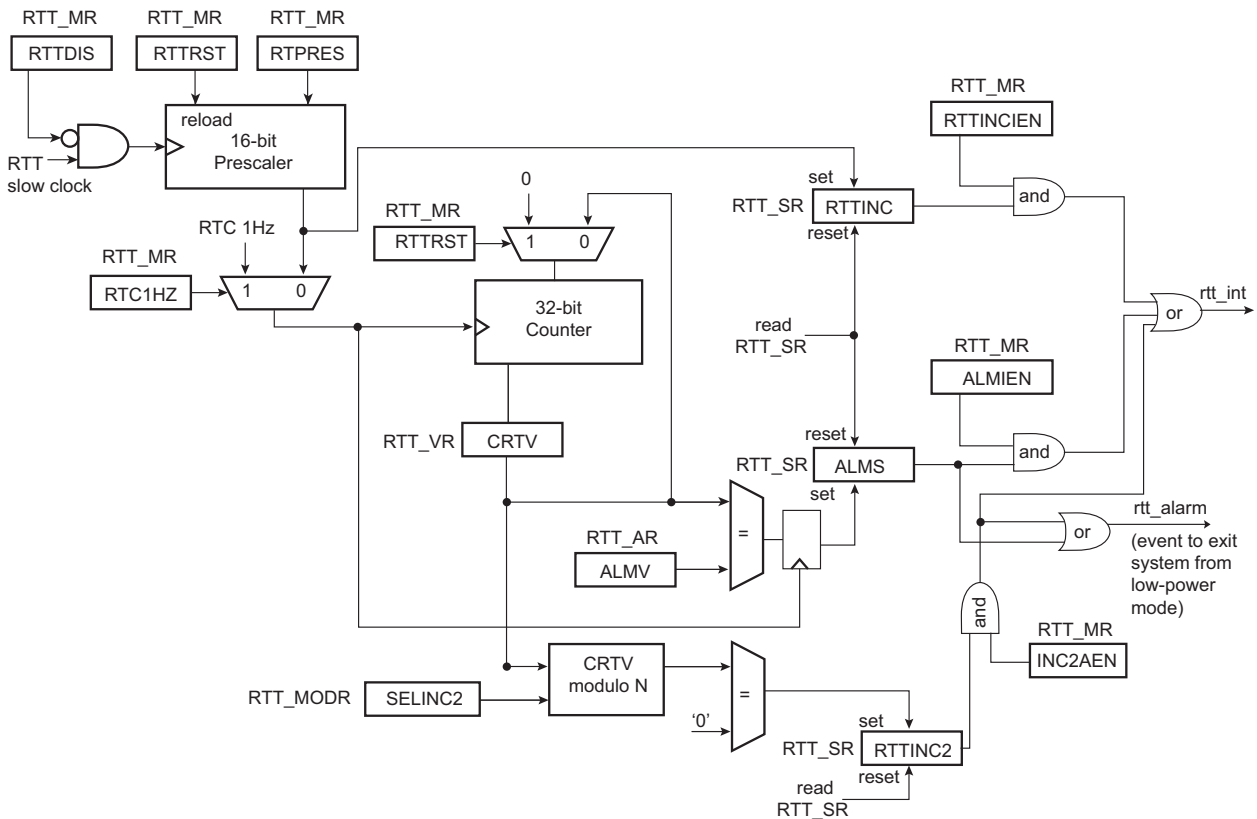 RTT_MR
RTTDIS
RTT_MR
RTTRST
RTT_MR
RTPRES
reload
16-bit
Prescaler
RTT
slow clock
RTT_MR
RTTINCIEN
set
RTT_SR
RTTINC
reset
and
0
RTT_MR
RTTRST
1
0
RTC 1Hz
RTT_MR
RTC1HZ
1
0
32-bit
Counter
read
RTT_SR
rtt_int
or
RTT_MR
ALMIEN
RTT_VR
CRTV
reset
RTT_SR
ALMS
set
and
RTT_AR
ALMV
=
or
rtt_alarm
(event to exit
system from
low-power
mode)
and
RTT_MR
INC2AEN
CRTV
modulo N
RTT_MODR
SELINC2
=
‘0’
set
RTT_SR
RTTINC2
reset
read
RTT_SR